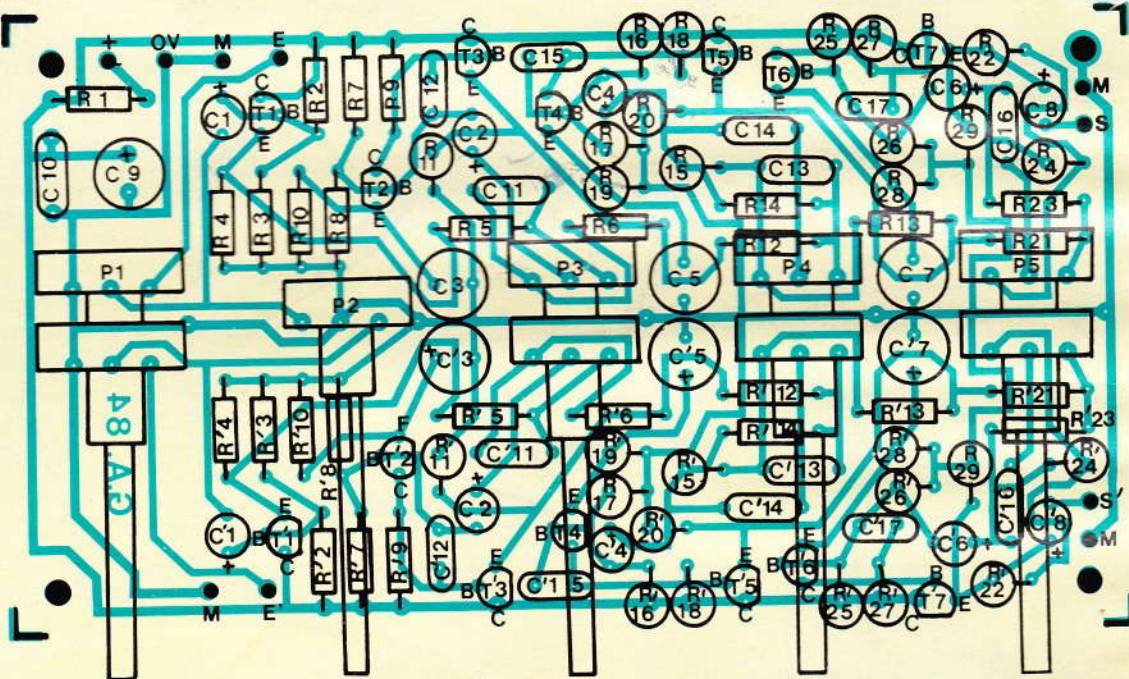 + OV M E
-
R1
C10
+ C9
P1
C1 +
C T1 B E
R2
R7
R9
C12
C T3 B E
C15
R16
R18
C T5 B E
T6 B E
R25
R27
B C T7 E
R22
C6 +
+ C8
M
S
R11
C2 +
T4 B E
C4 +
R20
R17
R19
R15
C14
C13
C17
R26
R28
R29
C16
R24
R4
R3
R10
R8
C T2 B E
C11
R5
R6
R14
R12
R13
R23
R21
P2
C3
P3
C5
P4
C7
P5
+ C'3
C'5 +
C'7 +
48 A.G
R'4
R'3
R'10
R'8
B T'2 C
R'11
R'5
R'6
C'11
R'19
R'12
R'14
R'13
R'21
R'23
R'15
C'13
R'28
R'26
R29
R'24
+ C'2
R17
R'20
C'14
C'17
C'16
S'
C'1 +
E B T'1 C
R'2
R'7
R'9
C'12
E B T'3 C
E B T4
+ C'4
C'15
R'16
R'18
E B T'5 C
E B T'6 C
R'25
R'27
B T'7 E C
C6 +
R'22
C'8 +
M
M E'